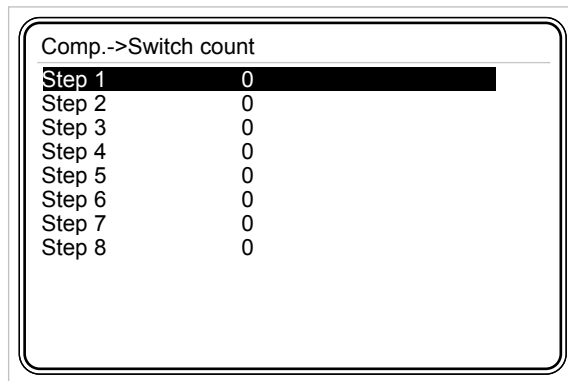 Comp.->Switch count
Step 1 0
Step 2 0
Step 3 0
Step 4 0
Step 5 0
Step 6 0
Step 7 0
Step 8 0